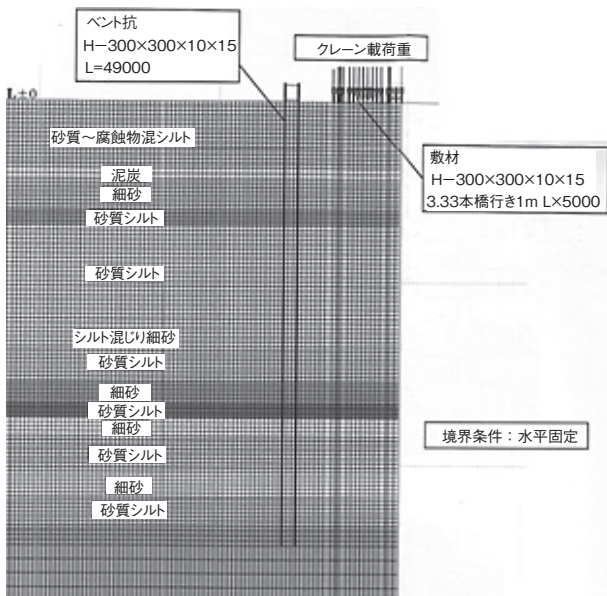 ベント抗
H−300×300×10×15
L=49000
クレーン載荷重
L±0
砂質〜腐蝕物混シルト
敷材
H−300×300×10×15
3.33本橋行き1m L×5000
泥炭
細砂
砂質シルト
砂質シルト
シルト混じり細砂
砂質シルト
細砂
砂質シルト
細砂
境界条件：水平固定
砂質シルト
細砂
砂質シルト